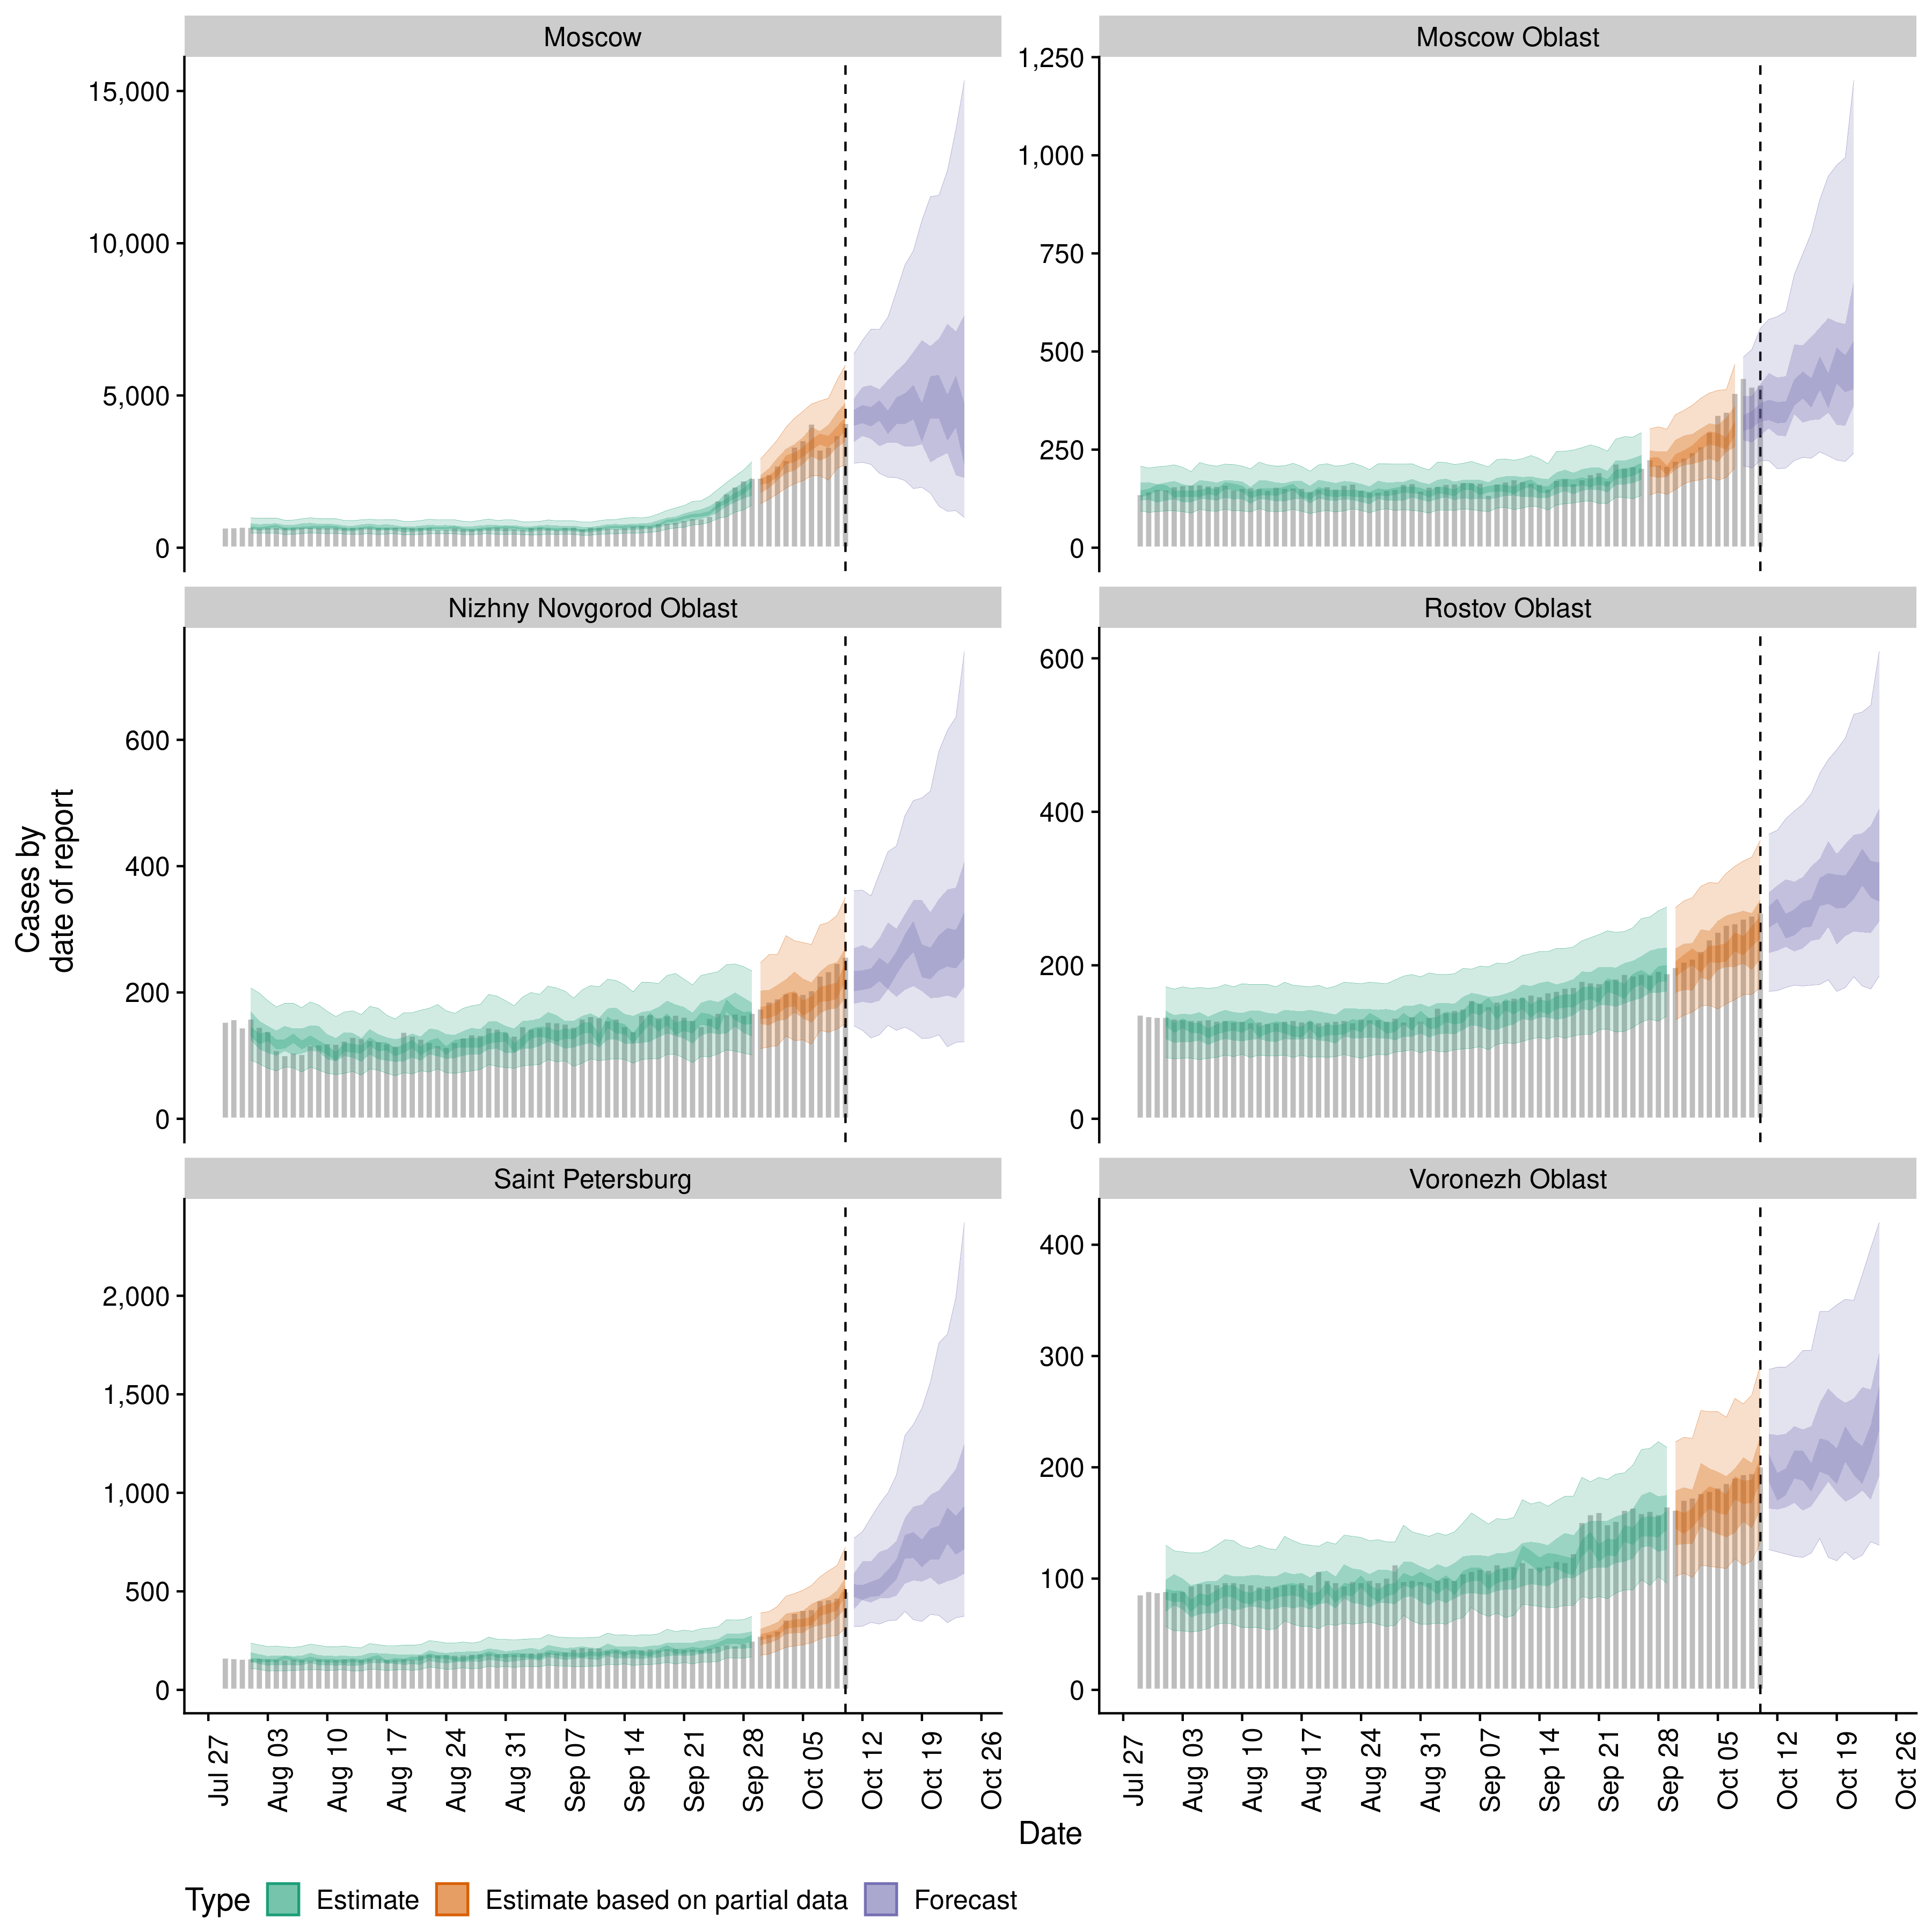 Moscow
Moscow Oblast
15,000
10,000
5,000
0
1,250
1,000
750
500
250
0
Nizhny Novgorod Oblast
Rostov Oblast
600
400
200
0
600
400
200
0
Saint Petersburg
Voronezh Oblast
2,000
1,500
1,000
500
0
400
300
200
100
0
Cases by
date of report
Jul 27
Aug 03
Aug 10
Aug 17
Aug 24
Aug 31
Sep 07
Sep 14
Sep 21
Sep 28
Oct 05
Oct 12
Oct 19
Oct 26
Jul 27
Aug 03
Aug 10
Aug 17
Aug 24
Aug 31
Sep 07
Sep 14
Sep 21
Sep 28
Oct 05
Oct 12
Oct 19
Oct 26
Date
Type Estimate Estimate based on partial data Forecast